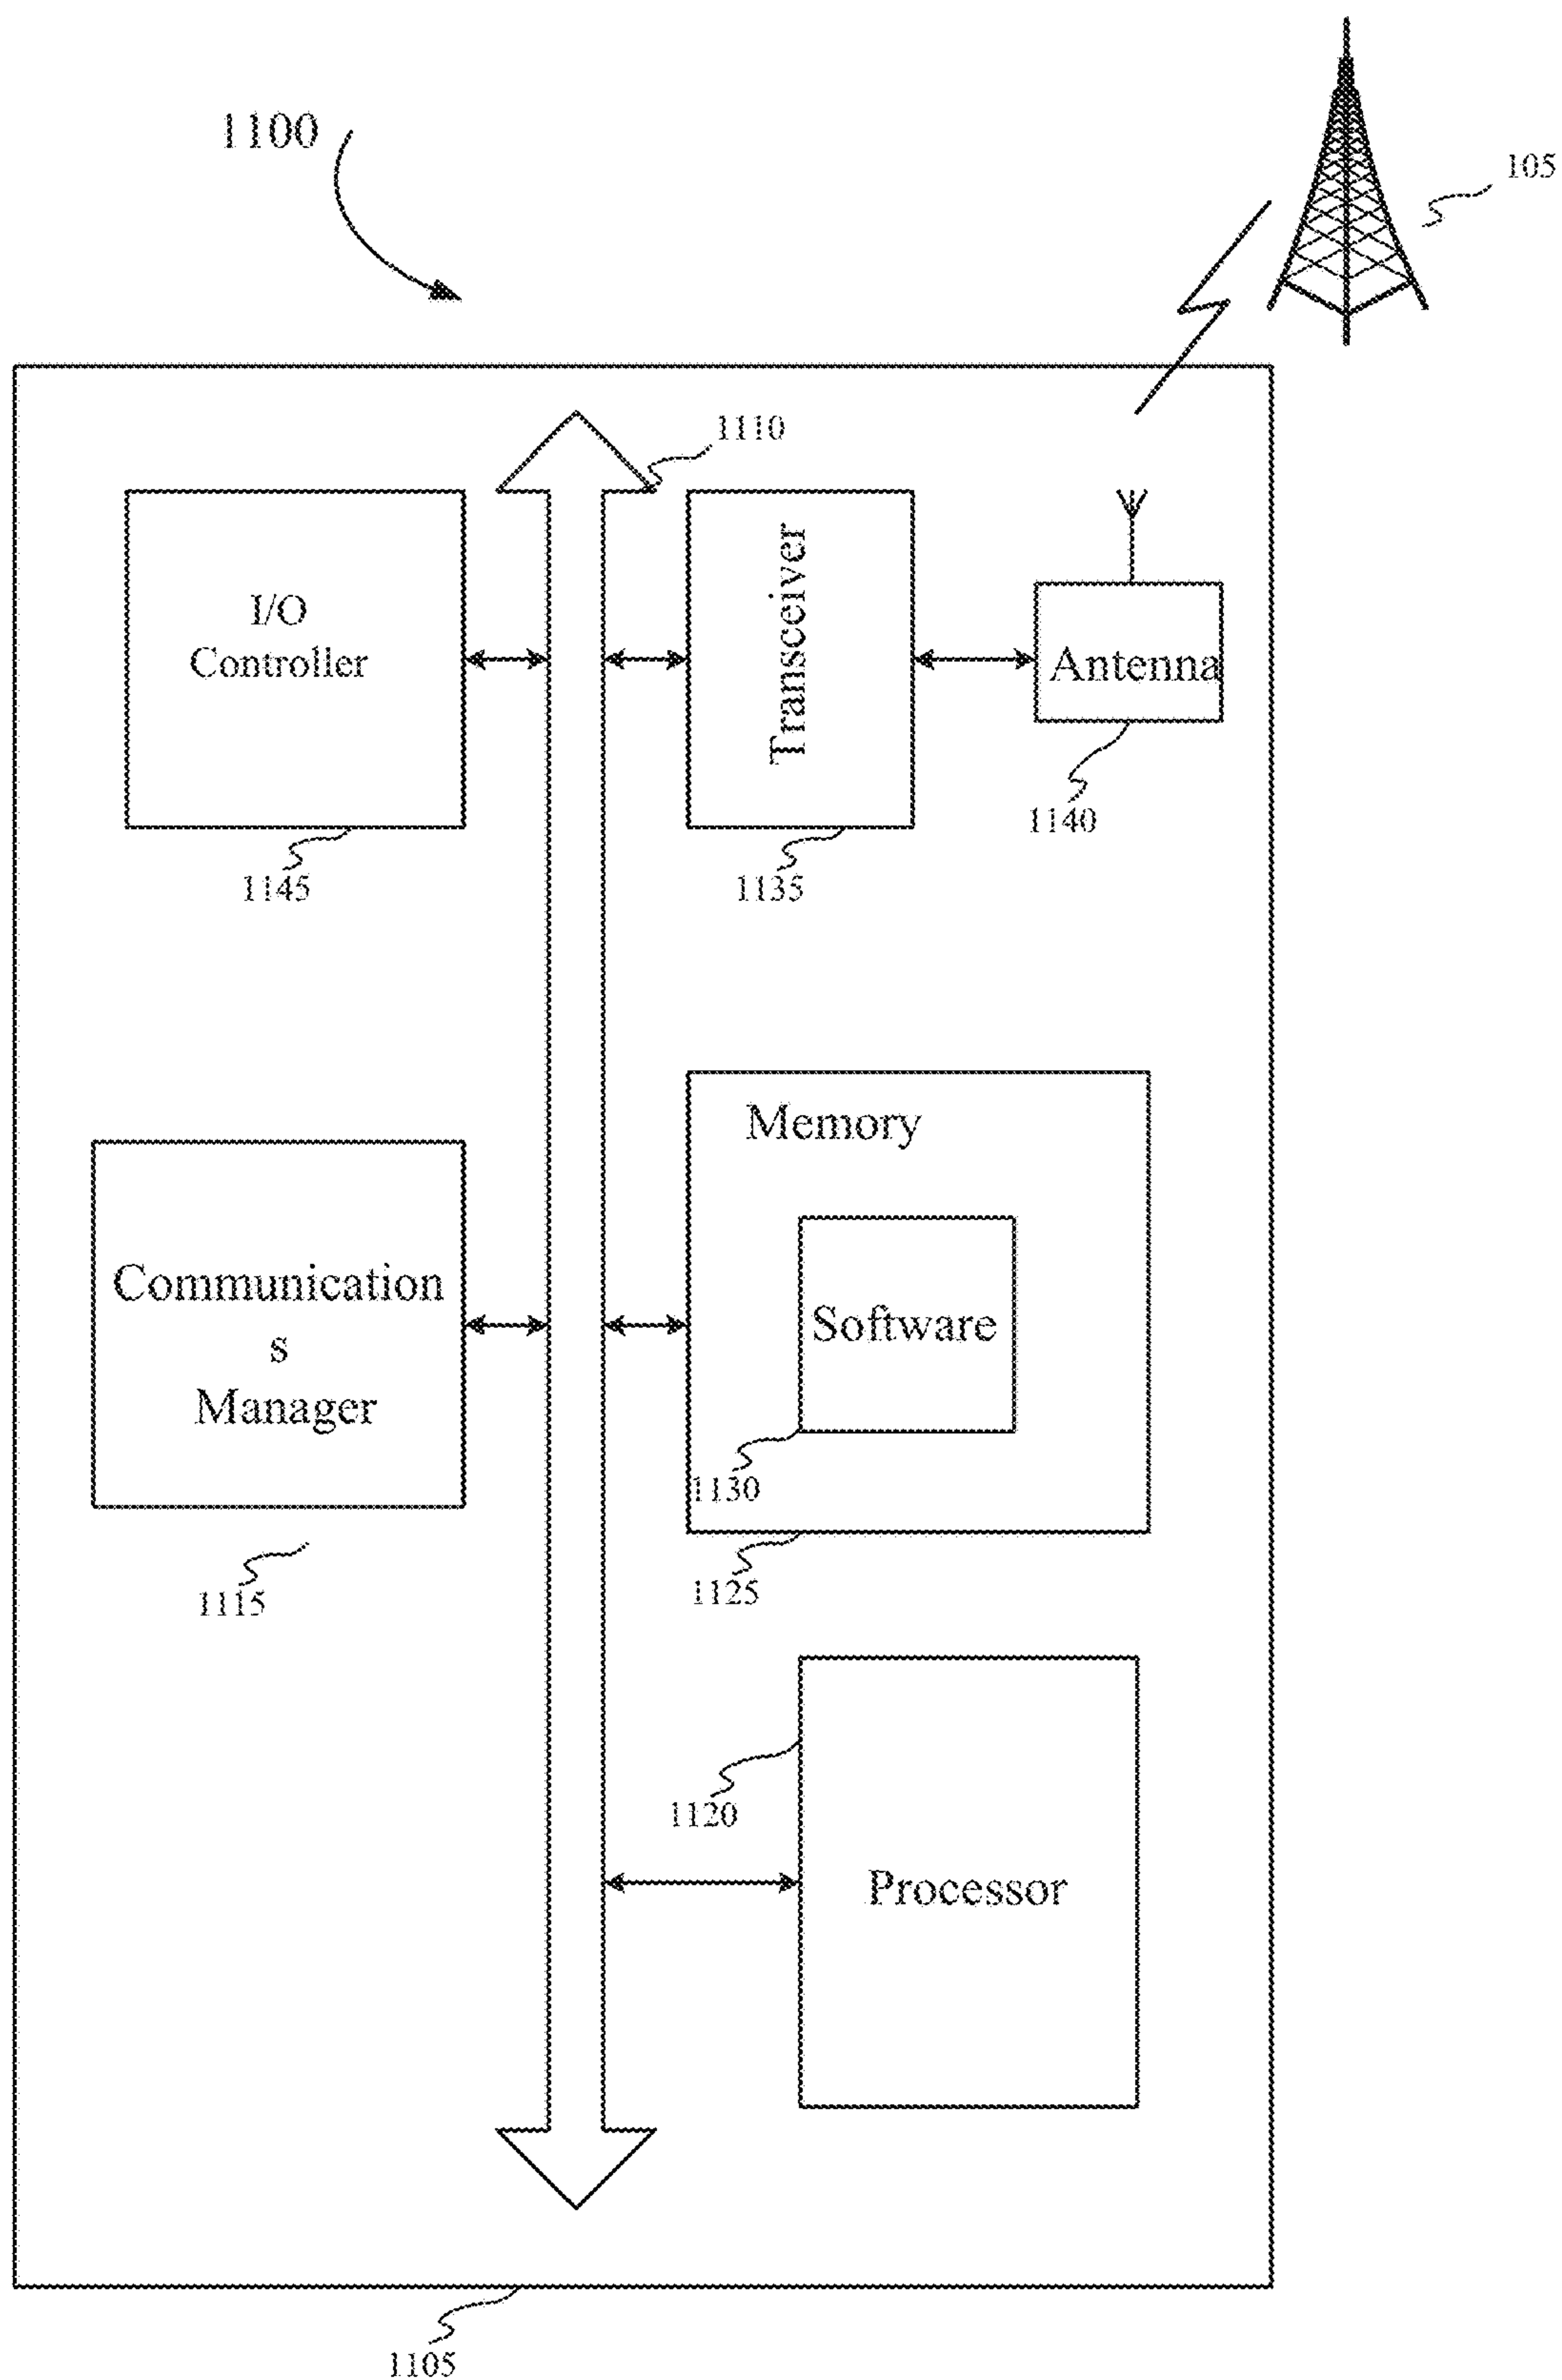 1100
105
1110
I/O
Controller
Transceiver
Antenna
1145
1135
1140
Memory
Communication
s
Manager
Software
1130
1125
1115
1120
Processor
1105